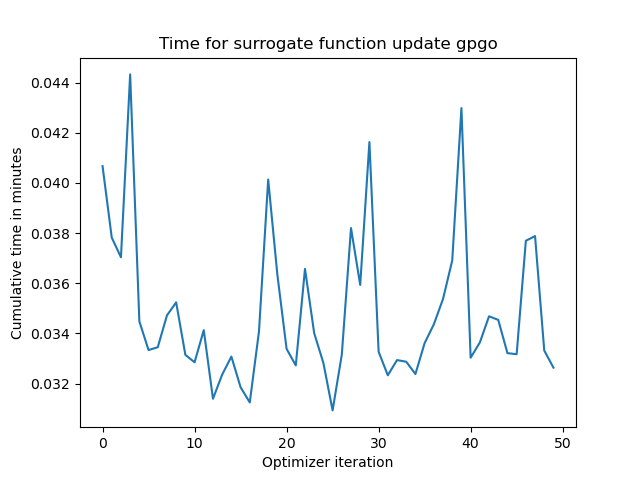 Time for surrogate function update gpgo
0.044
0.042
0.040
0.038
0.036
0.034
0.032
Cumulative time in minutes
0 10 20 30 40 50
Optimizer iteration